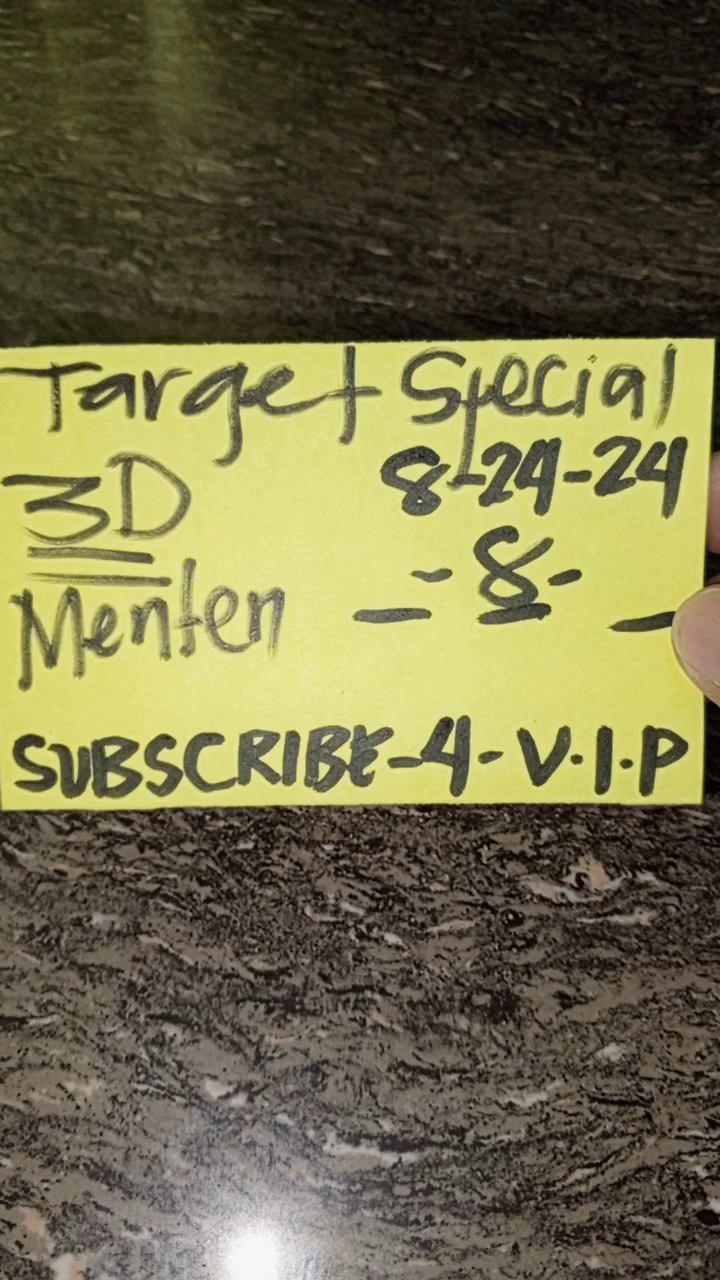 Target Special
3D 8-24-24
- 8 -
Menten _ _ _
SUBSCRIBE-4-V.I.P